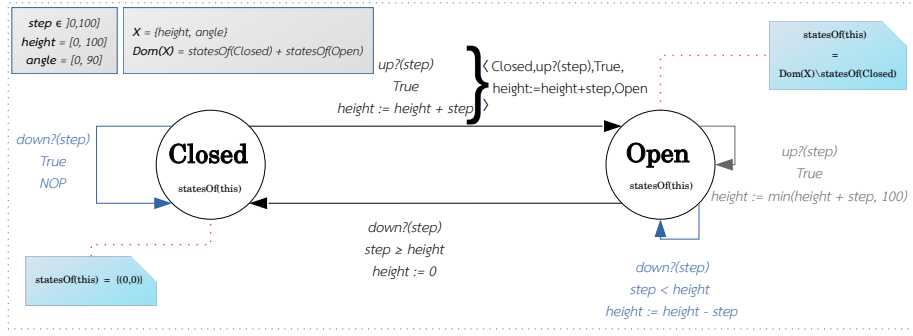 step ϵ ]0,100]
height = [0, 100]
angle = [0, 90]
X = {height, angle}
Dom(X) = statesOf(Closed) + statesOf(Open)
up?(step)
True
height := height + step
}
〈 Closed,up?(step),True,
height:=height+step,Open
〉
statesOf(this)
=
Dom(X)\statesOf(Closed)
down?(step)
True
NOP
Closed
statesOf(this)
Open
statesOf(this)
up?(step)
True
height := min(height + step, 100)
down?(step)
step ≥ height
height := 0
statesOf(this) = {(0,0)}
down?(step)
step < height
height := height - step